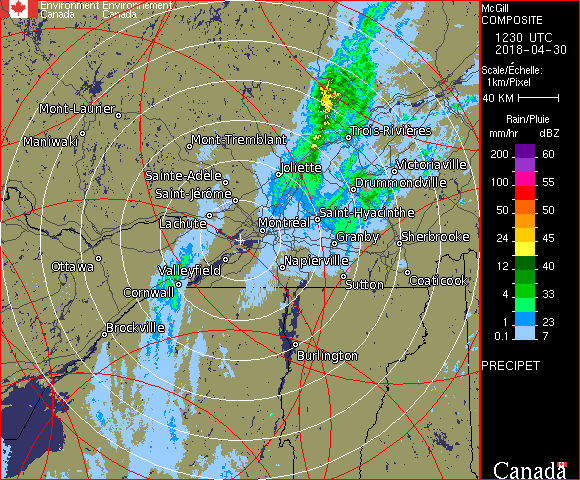 Environment Environnement
Canada Canada
McGill
COMPOSITE
1230 UTC
2018-04-30
Scale/Échelle:
1km/Pixel
40 KM
Rain/Pluie
mm/hr dBZ
200 60
100 55
50 50
24 45
12 40
4 33
1 23
0.1 7
PRECIPET
Canada
Mont-Laurier
Maniwaki
Mont-Tremblant
Trois-Rivières
Sainte-Adèle
Joliette
Victoriaville
Saint-Jérôme
Drummondville
Lachute
Montréal
Saint-Hyacinthe
Granby
Sherbrooke
Ottawa
Valleyfield
Napierville
Cornwall
Sutton
Coaticook
Brockville
Burlington